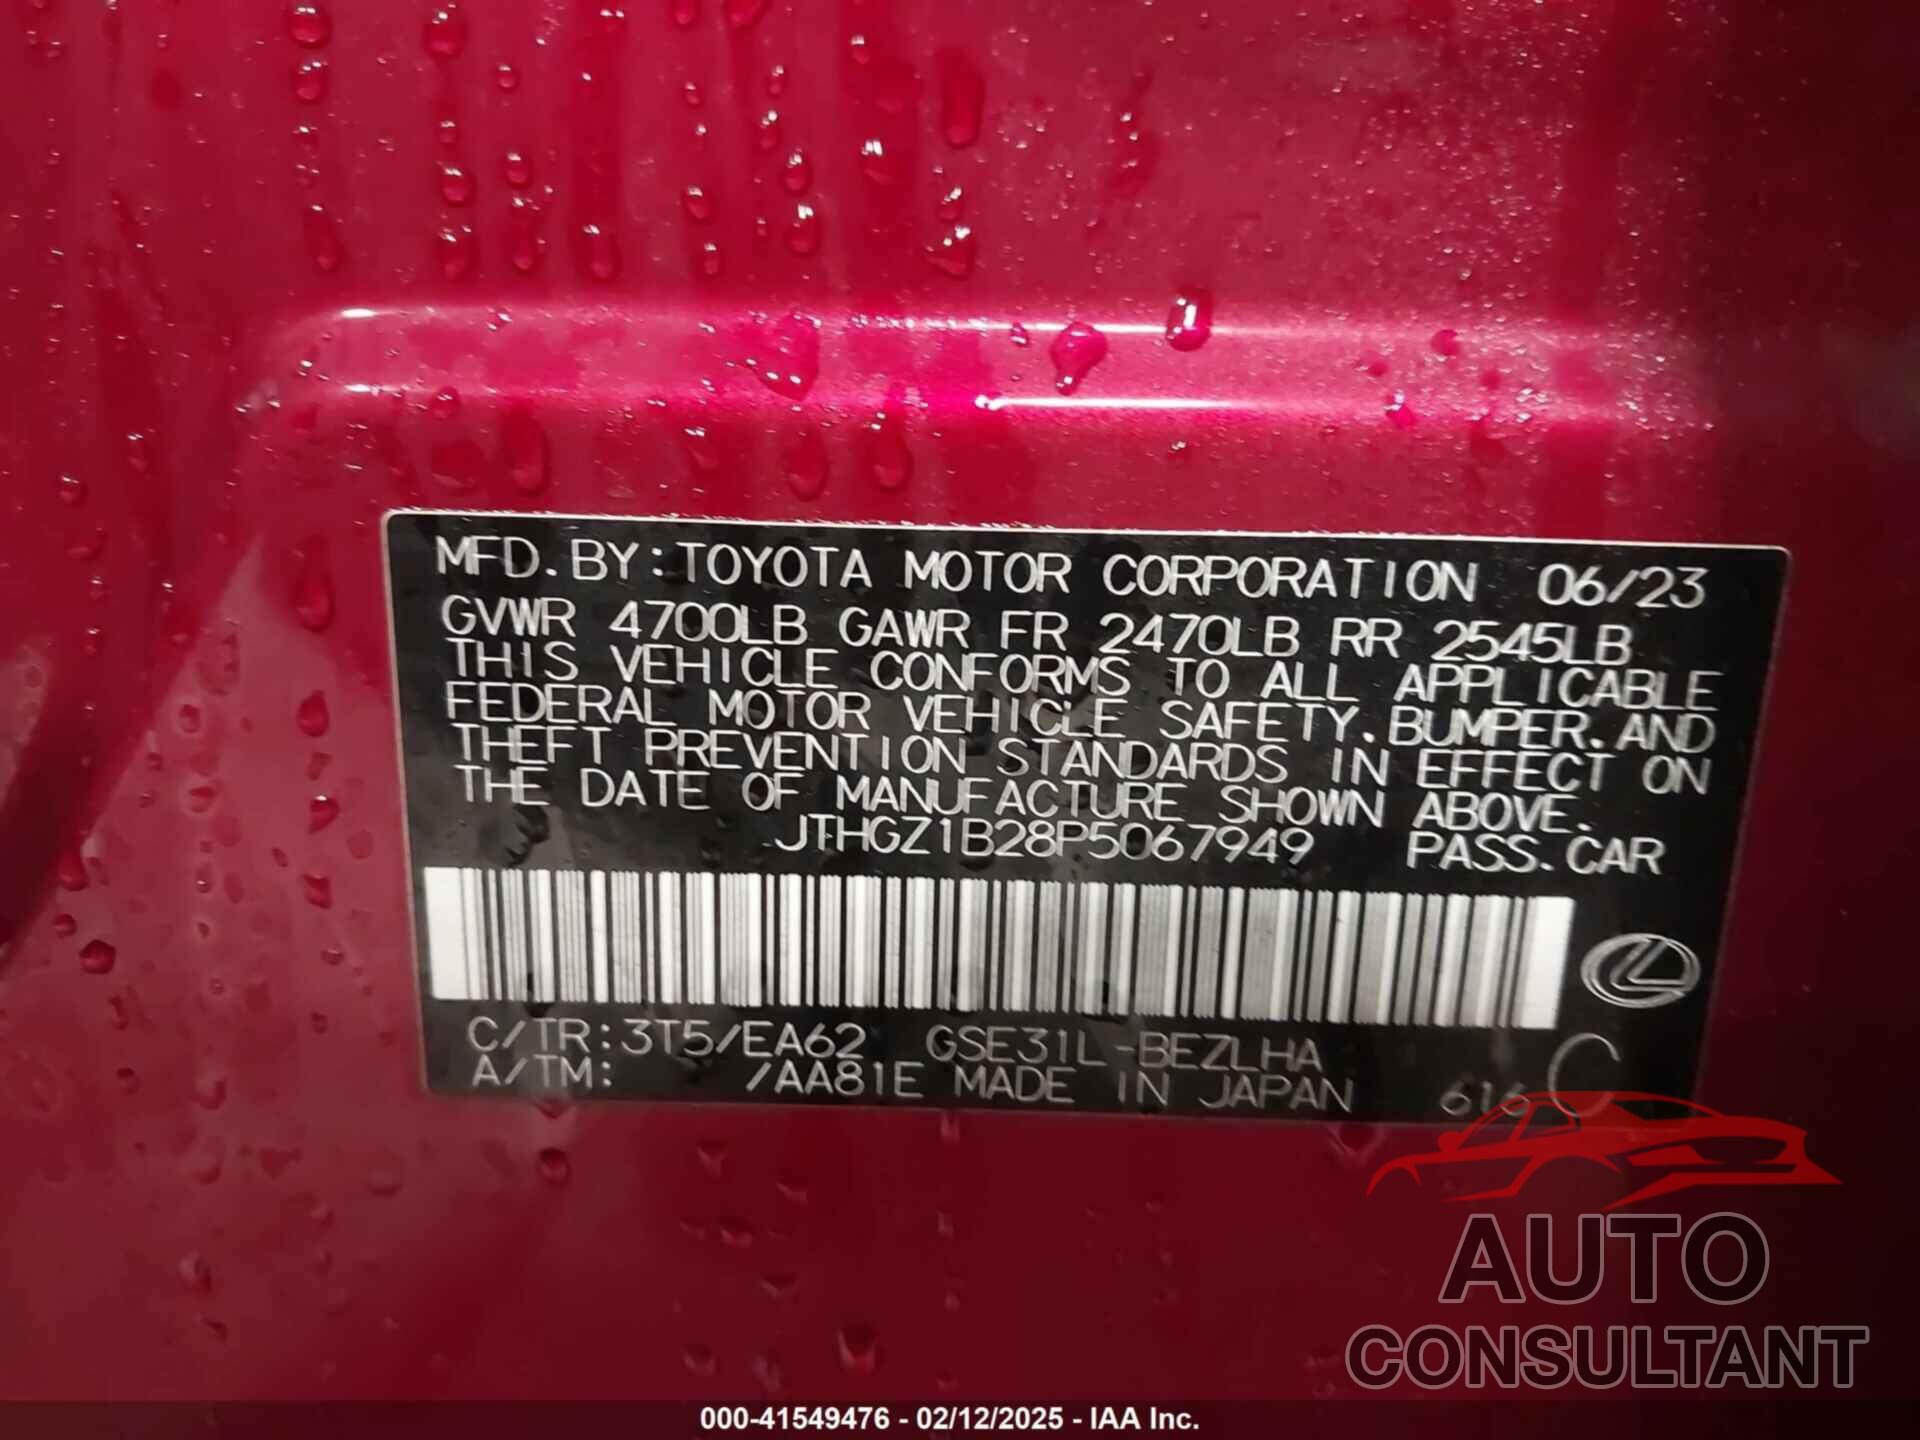 MFD. BY: TOYOTA MOTOR CORPORATION 06/23
GVWR 4700LB GAWR FR 2470LB RR 2545LB
THIS VEHICLE CONFORMS TO ALL APPLICABLE
FEDERAL MOTOR VEHICLE SAFETY. BUMPER. AND
THEFT PREVENTION STANDARDS IN EFFECT ON
THE DATE OF MANUFACTURE SHOWN ABOVE.
JTHGZ1B28P5067949 PASS. CAR
C/TR:3T5/EA62 GSE31L-BEZLHA
A/TM: /AA81E MADE IN JAPAN 616 C
AUTO
CONSULTANT
000-41549476 - 02/12/2025 - IAA Inc.